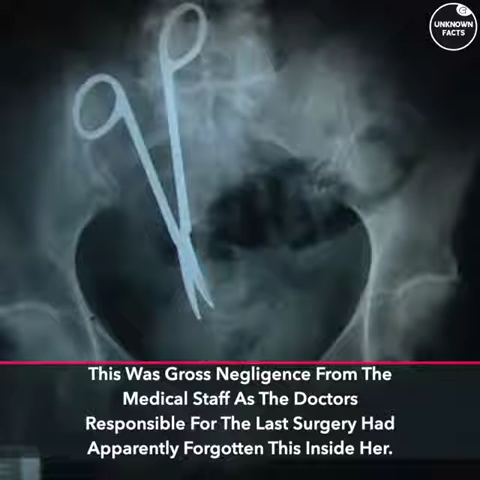 UNKNOWN
FACTS
This Was Gross Negligence From The
Medical Staff As The Doctors
Responsible For The Last Surgery Had
Apparently Forgotten This Inside Her.